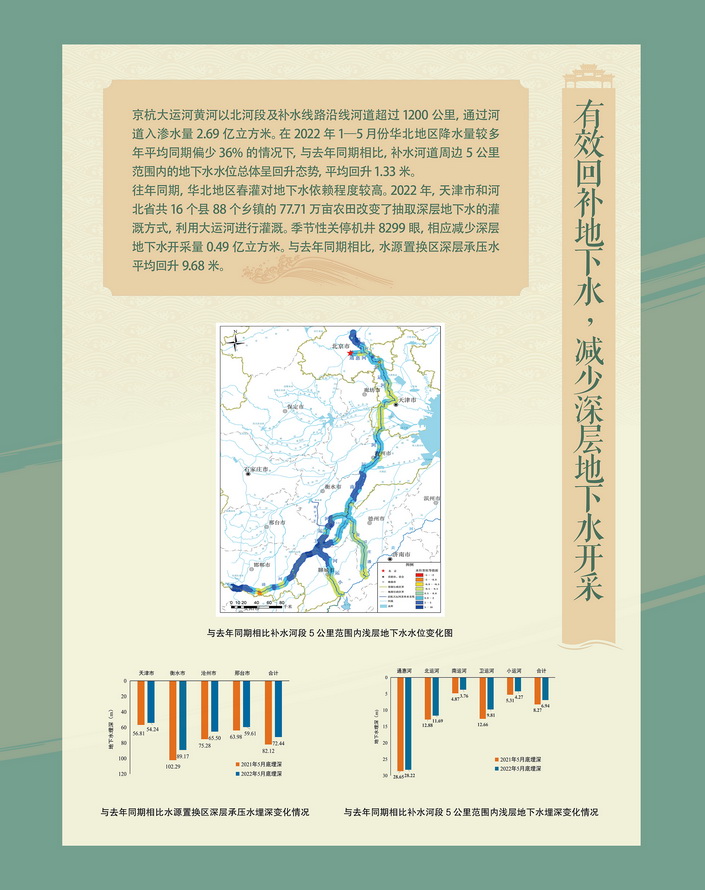 有效回补地下水，减少深层地下水开采
京杭大运河黄河以北河段及补水线路沿线河道超过 1200 公里，通过河
道入渗水量 2.69 亿立方米。在 2022 年 1—5 月份华北地区降水量较多
年平均同期偏少 36% 的情况下，与去年同期相比，补水河道周边 5 公里
范围内的地下水水位总体呈回升态势，平均回升 1.33 米。
往年同期，华北地区春灌对地下水依赖程度较高。2022 年，天津市和河
北省共 16 个县 88 个乡镇的 77.71 万亩农田改变了抽取深层地下水的灌
溉方式，利用大运河进行灌溉。季节性关停机井 8299 眼，相应减少深层
地下水开采量 0.49 亿立方米。与去年同期相比，水源置换区深层承压水
平均回升 9.68 米。
N
北京市
廊坊市
天津市
保定市
石家庄市
衡水市
滨州市
德州市
邢台市
济南市
邯郸市
聊城市
0 10 20 40 60 80
千米
与去年同期相比补水河段 5 公里范围内浅层地下水水位变化图
天津市 衡水市 沧州市 邢台市 合计
地下水埋深（m）
0
20
40
60
80
100
120
56.81 54.24
102.29 89.17
75.28 65.50
63.98 59.61
82.12 72.44
2021年5月底埋深
2022年5月底埋深
与去年同期相比水源置换区深层承压水埋深变化情况
通惠河 北运河 南运河 卫运河 小运河 合计
地下水埋深（m）
0
5
10
15
20
25
30
28.65 28.22
12.88 11.69
4.87 3.76
12.66 9.81
5.31 4.27
8.27 6.94
2021年5月底埋深
2022年5月底埋深
与去年同期相比补水河段 5 公里范围内浅层地下水埋深变化情况